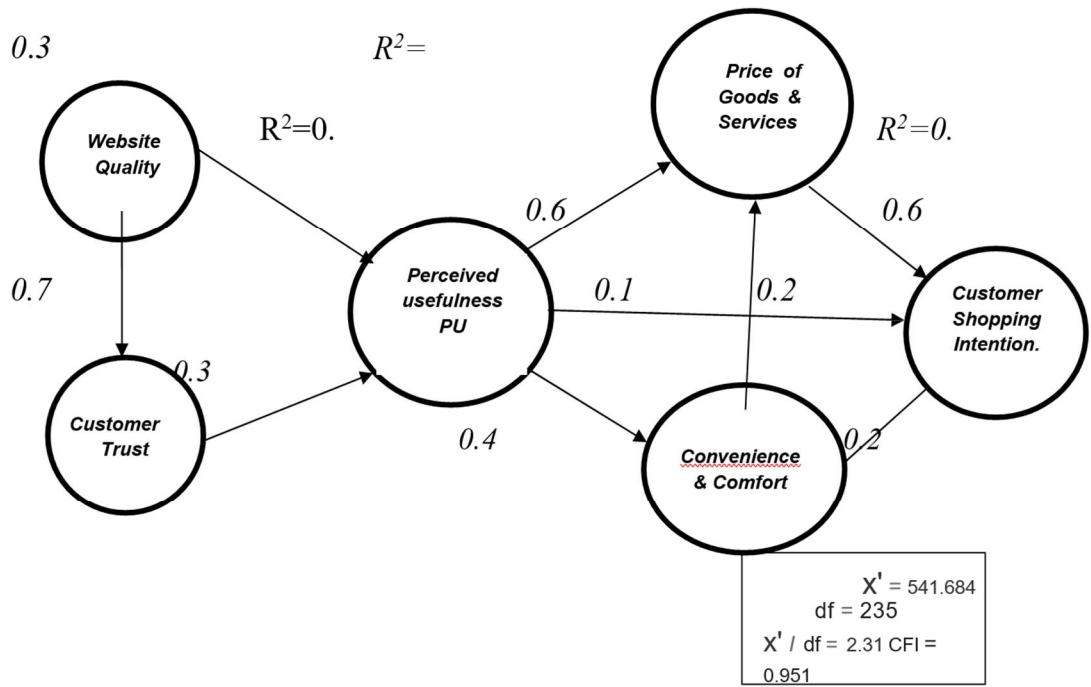 0.3
R²=
Price of
Goods &
Services
R²=0.
R²=0.
Website
Quality
0.6
0.6
Perceived
usefulness
PU
0.7
0.1
0.2
Customer
Shopping
Intention.
0.3
Customer
Trust
0.4
0.2
Convenience
& Comfort
X' = 541.684
df = 235
X' / df = 2.31 CFI =
0.951